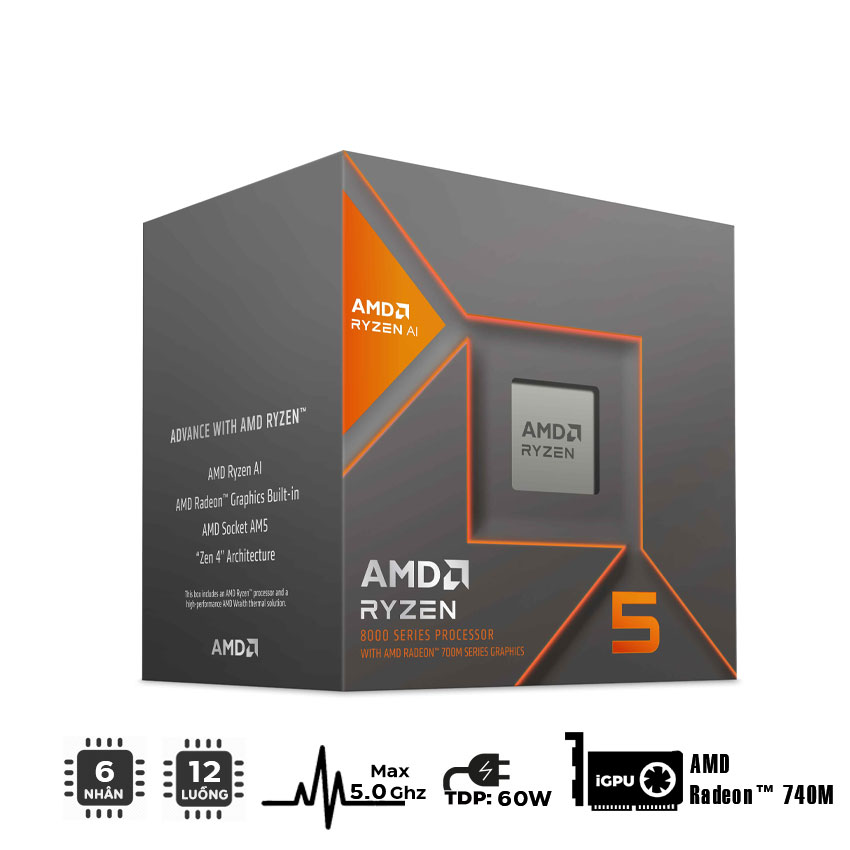 AMD
RYZEN AI
ADVANCE WITH AMD RYZEN™
AMD Ryzen AI
AMD Radeon™ Graphics Built-in
AMD Socket AM5
"Zen 4" Architecture
This box includes an AMD Ryzen™ processor and a
high-performance AMD Wraith thermal solution.
AMD
AMD
RYZEN
AMD
RYZEN
8000 SERIES PROCESSOR
WITH AMD RADEON™ 700M SERIES GRAPHICS
5
6
NHÂN
12
LUỒNG
Max
5.0 Ghz
TDP: 60W
iGPU
AMD
Radeon™ 740M